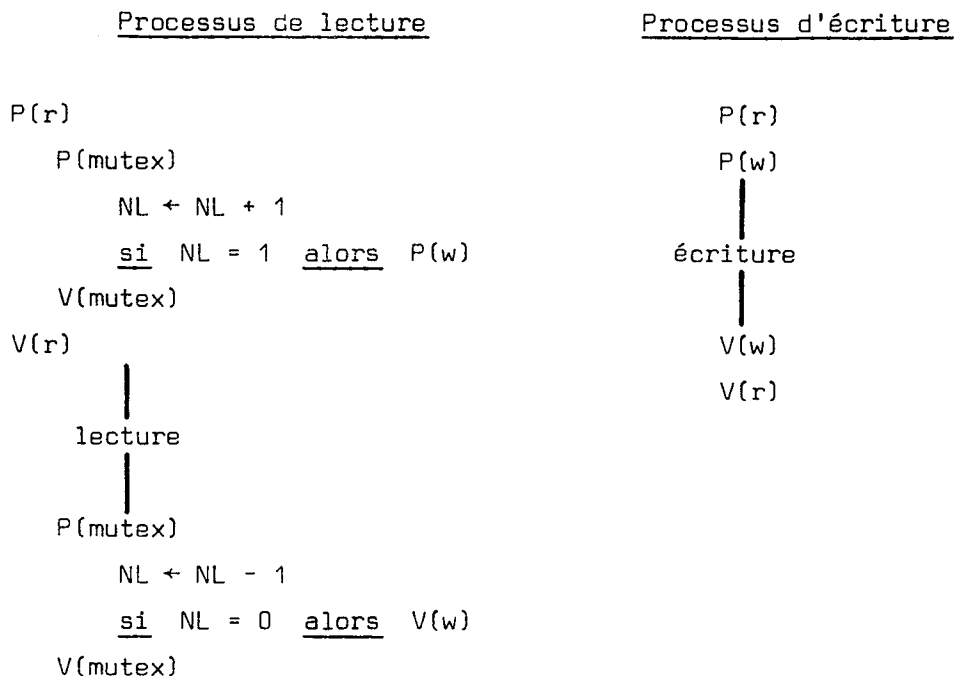 Processus de lecture
P(r)
P(mutex)
NL ← NL + 1
si NL = 1 alors P(w)
V(mutex)
V(r)
lecture
P(mutex)
NL ← NL - 1
si NL = 0 alors V(w)
V(mutex)
Processus d'écriture
P(r)
P(w)
écriture
V(w)
V(r)